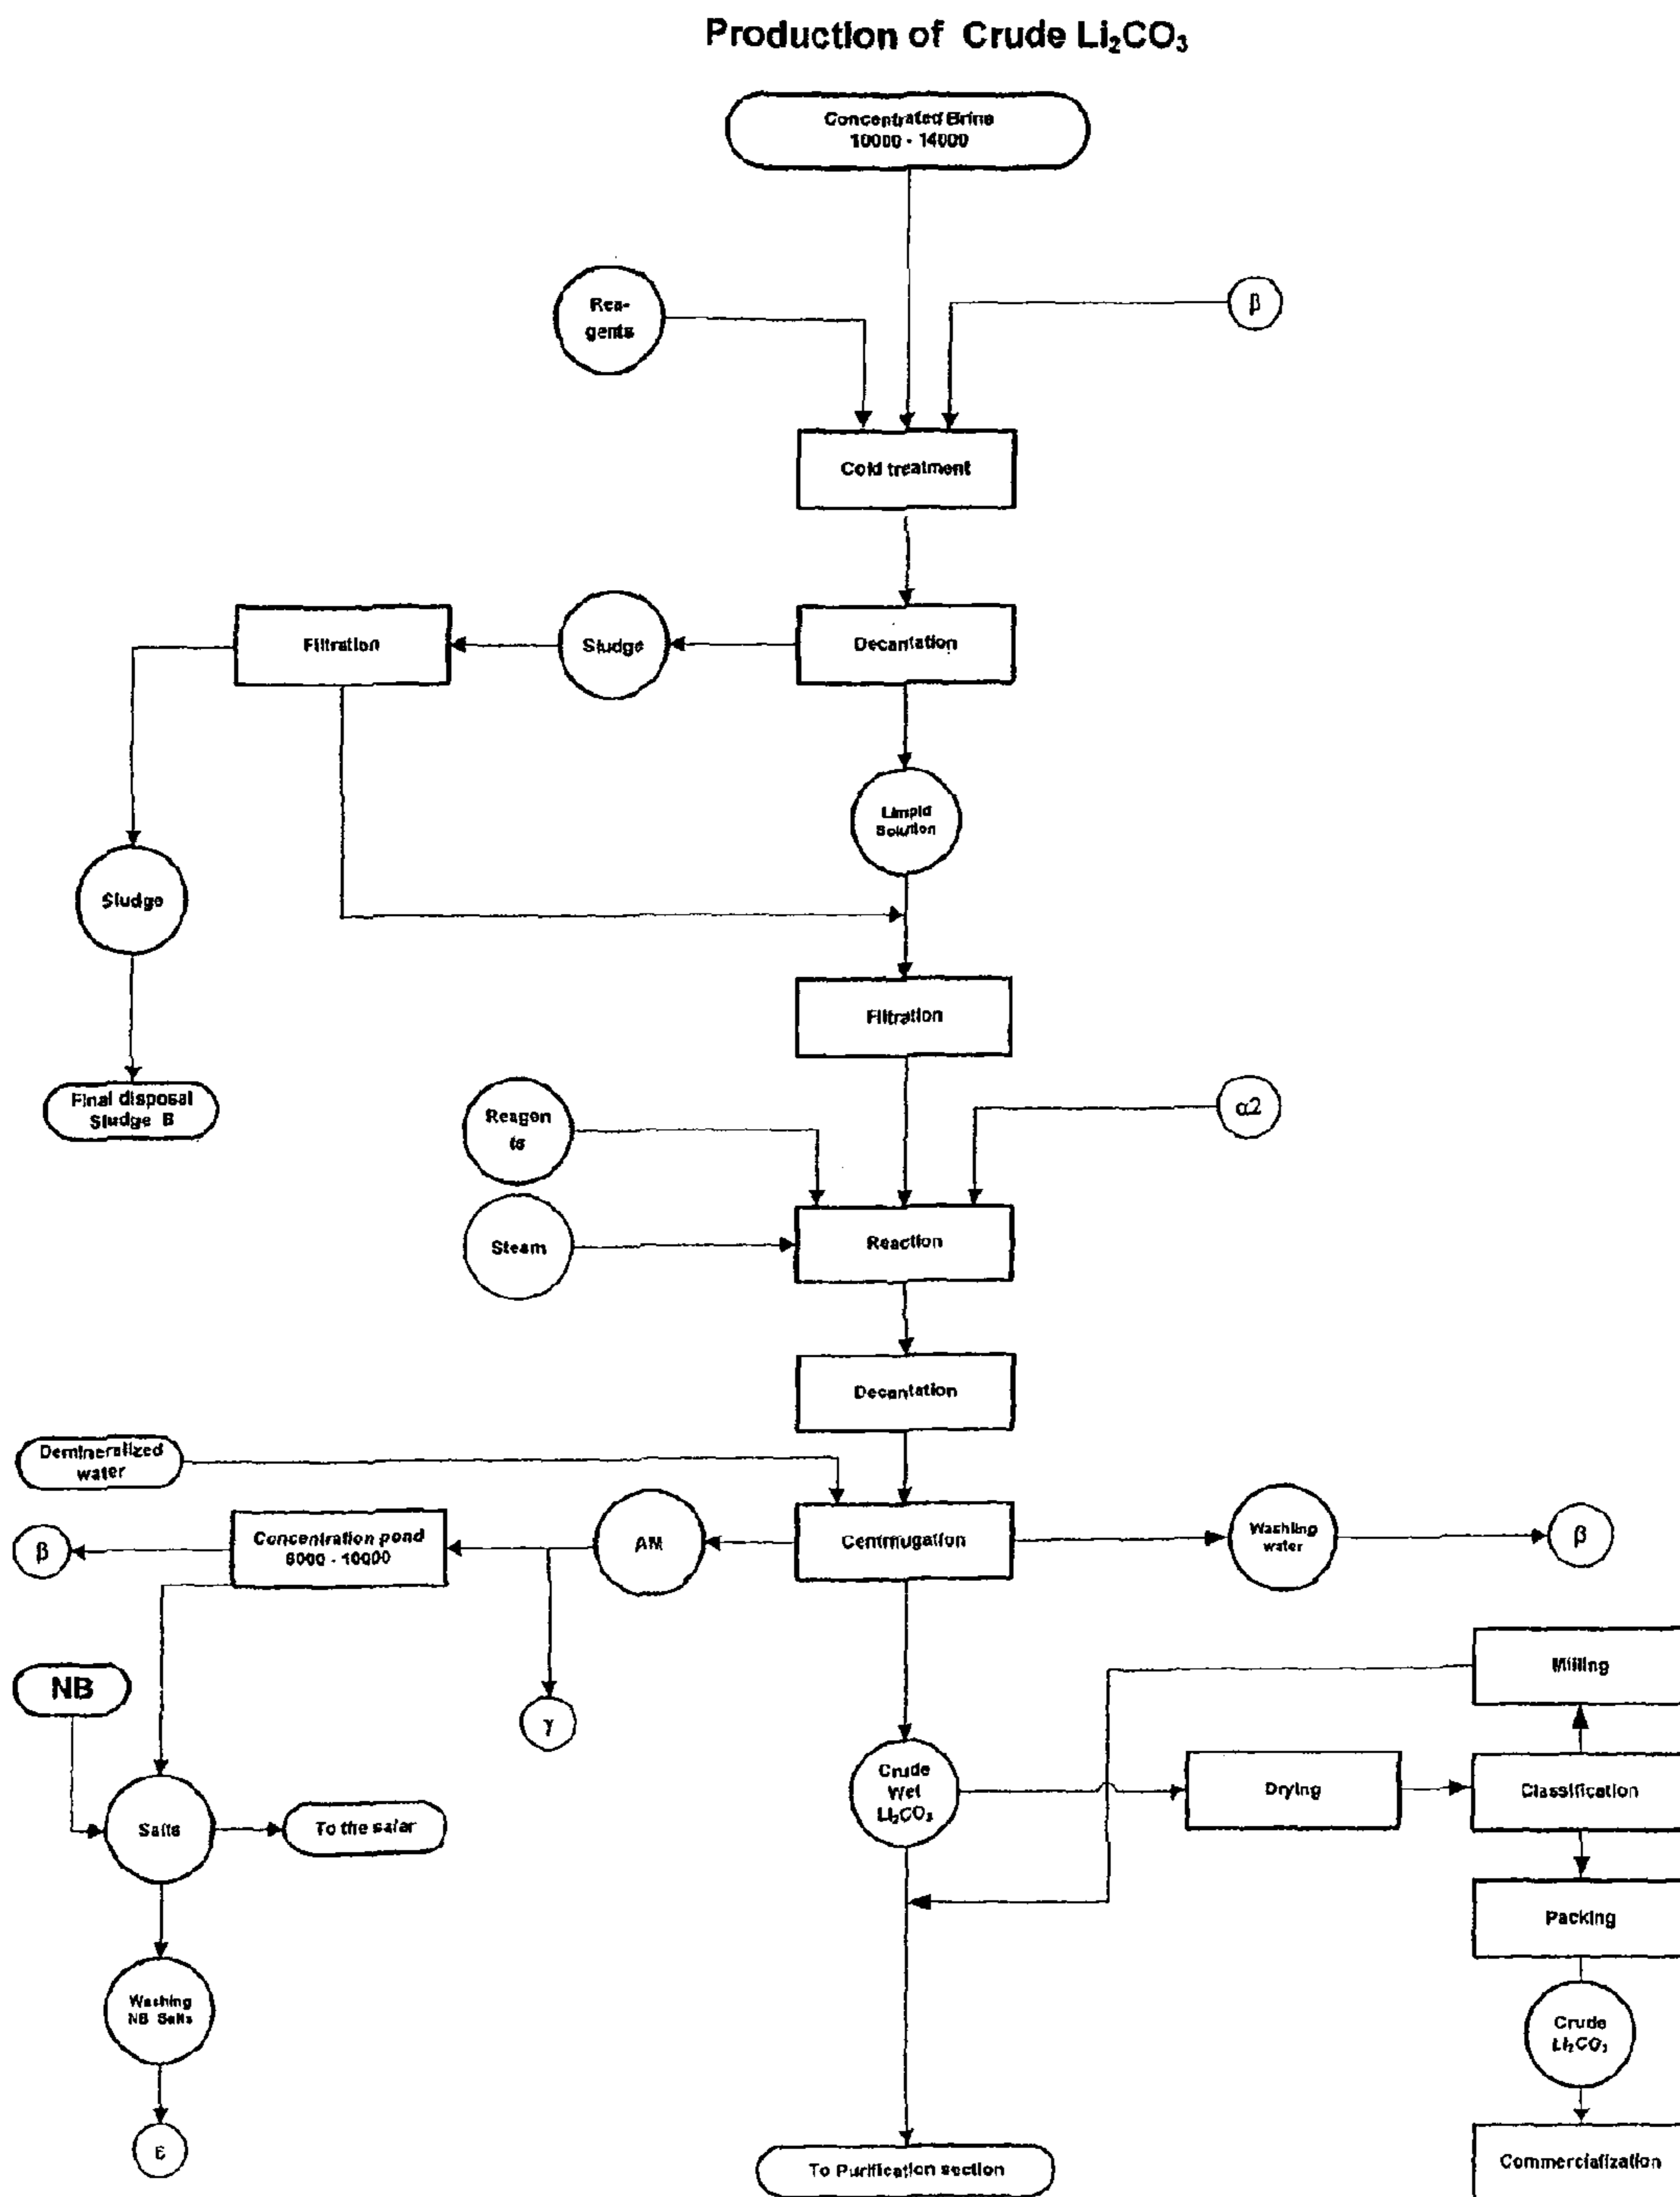 Production of Crude Li₂CO₃
Concentrated Brine
10000 - 14000
Rea-
gents
β
Cold treatment
Filtration
Sludge
Decantation
Limpid
Solution
Sludge
Filtration
Final disposal
Sludge B
Reagen
ts
α2
Steam
Reaction
Decantation
Demineralized
water
β
Concentration pond
6000 - 10000
AM
Centrifugation
Washing
water
β
NB
γ
Milling
Crude
Wet
Li₂CO₃
Drying
Classification
Salts
To the salar
Packing
Washing
NB Salts
Crude
Li₂CO₃
ε
To Purification section
Commercialization